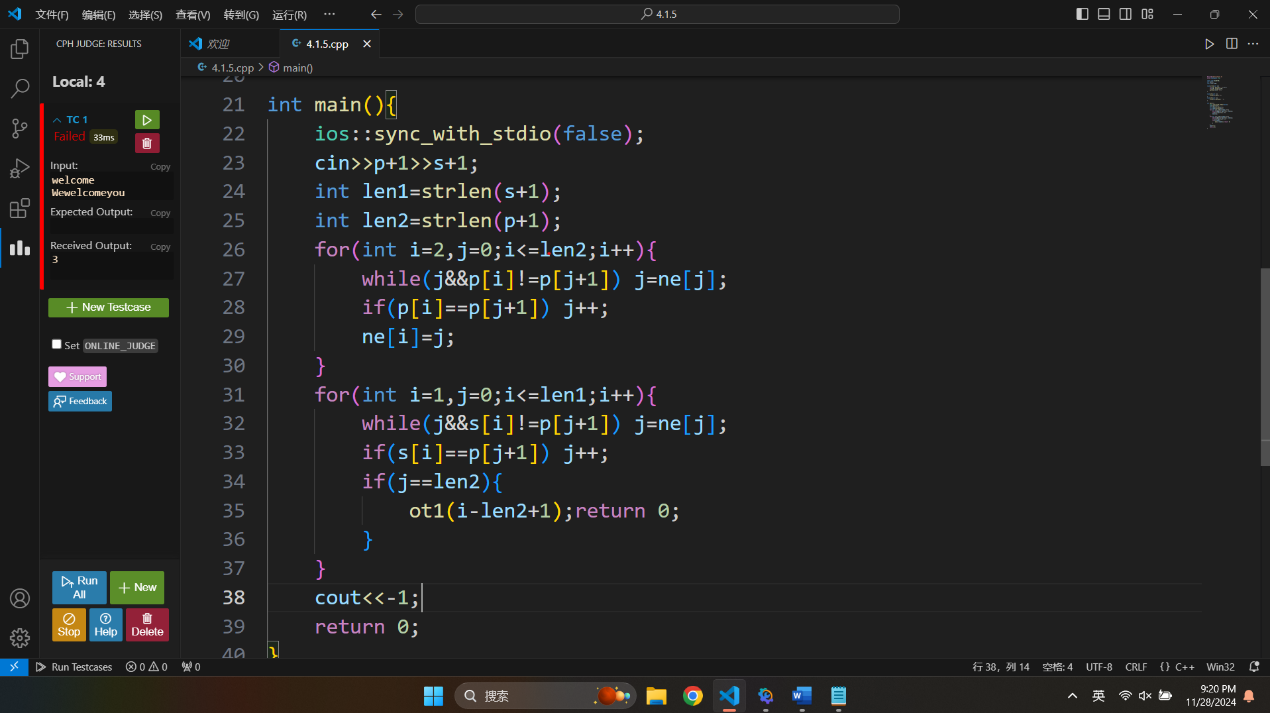 文件(F) 编辑(E) 选择(S) 查看(V) 转到(G) 运行(R) ··· 4.1.5
CPH JUDGE: RESULTS
欢迎
4.1.5.cpp
4.1.5.cpp > main()
Local: 4
TC 1
Failed 33ms
Input: Copy
welcome
Wewelcomeyou
Expected Output: Copy
Received Output: Copy
3
New Testcase
Set ONLINE_JUDGE
Support
Feedback
Run All
New
Stop
Help
Delete
20
21 int main(){
22 ios::sync_with_stdio(false);
23 cin>>p+1>>s+1;
24 int len1=strlen(s+1);
25 int len2=strlen(p+1);
26 for(int i=2,j=0;i<=len2;i++){
27 while(j&&p[i]!=p[j+1]) j=ne[j];
28 if(p[i]==p[j+1]) j++;
29 ne[i]=j;
30 }
31 for(int i=1,j=0;i<=len1;i++){
32 while(j&&s[i]!=p[j+1]) j=ne[j];
33 if(s[i]==p[j+1]) j++;
34 if(j==len2){
35 ot1(i-len2+1);return 0;
36 }
37 }
38 cout<<-1;
39 return 0;
40 }
Run Testcases 0 0 0 行 38，列 14 空格: 4 UTF-8 CRLF {} C++ Win32
搜索
英
9:20 PM
11/28/2024